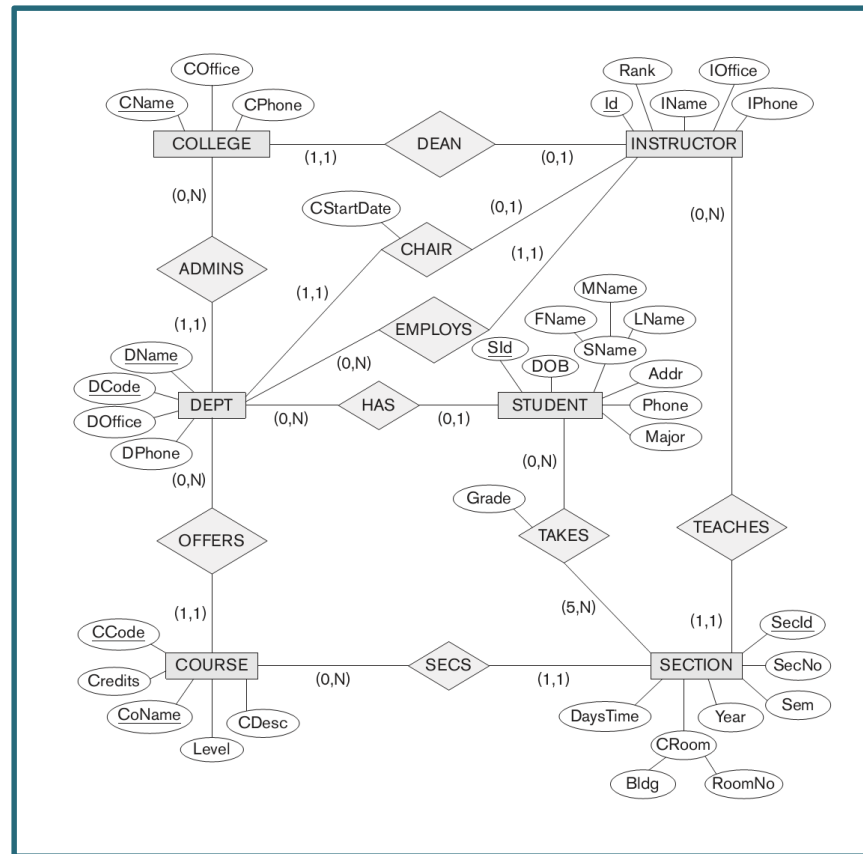 COffice
CName
CPhone
COLLEGE
(1,1)
DEAN
(0,1)
Rank
IOffice
Id
IName
IPhone
INSTRUCTOR
(0,N)
(0,N)
CStartDate
(0,1)
CHAIR
ADMINS
(1,1)
(1,1)
MName
(1,1)
EMPLOYS
FName
LName
DName
(0,N)
SId
SName
DOB
DCode
Addr
DEPT
HAS
STUDENT
Phone
DOffice
(0,N)
(0,1)
Major
DPhone
(0,N)
(0,N)
Grade
OFFERS
TAKES
TEACHES
(1,1)
(5,N)
(1,1)
CCode
SecId
COURSE
SECS
SECTION
SecNo
Credits
(0,N)
(1,1)
CoName
CDesc
DaysTime
Year
Sem
Level
CRoom
Bldg
RoomNo